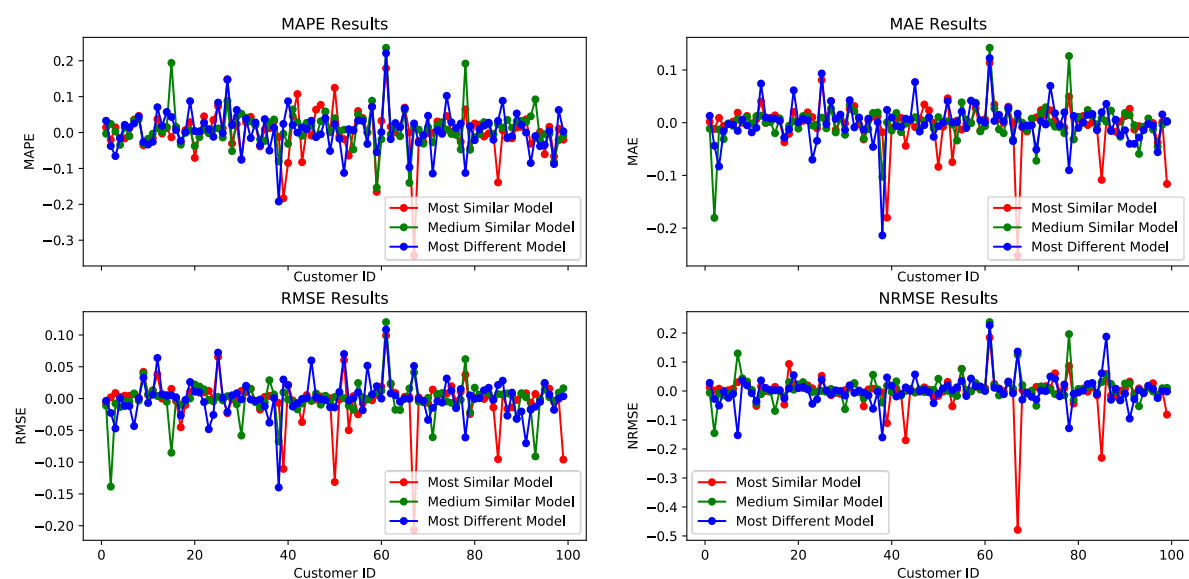 MAPE Results
0.2
0.1
0.0
−0.1
−0.2
−0.3
MAPE
Most Similar Model
Medium Similar Model
Most Different Model
Customer ID
MAE Results
0.1
0.0
−0.1
−0.2
MAE
Most Similar Model
Medium Similar Model
Most Different Model
Customer ID
RMSE Results
0.10
0.05
0.00
−0.05
−0.10
−0.15
−0.20
RMSE
Most Similar Model
Medium Similar Model
Most Different Model
0 20 40 60 80 100
Customer ID
NRMSE Results
0.2
0.1
0.0
−0.1
−0.2
−0.3
−0.4
−0.5
NRMSE
Most Similar Model
Medium Similar Model
Most Different Model
0 20 40 60 80 100
Customer ID